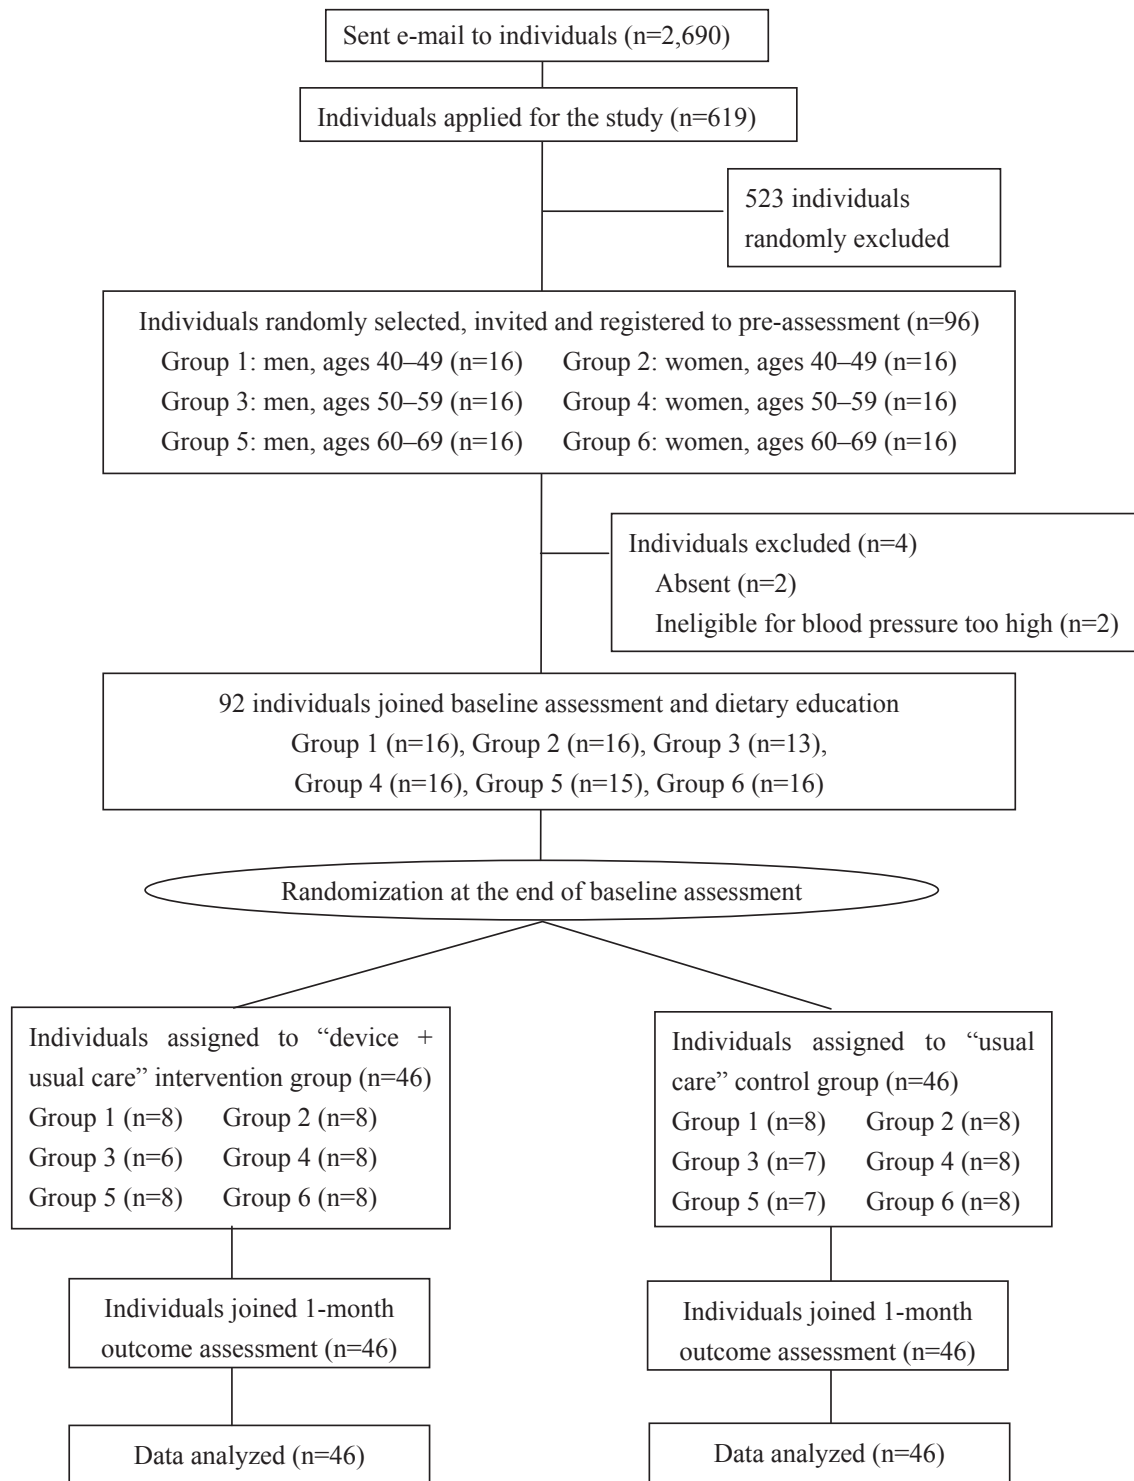 Sent e-mail to individuals (n=2,690)
Individuals applied for the study (n=619)
523 individuals
randomly excluded
Individuals randomly selected, invited and registered to pre-assessment (n=96)
Group 1: men, ages 40–49 (n=16) Group 2: women, ages 40–49 (n=16)
Group 3: men, ages 50–59 (n=16) Group 4: women, ages 50–59 (n=16)
Group 5: men, ages 60–69 (n=16) Group 6: women, ages 60–69 (n=16)
Individuals excluded (n=4)
Absent (n=2)
Ineligible for blood pressure too high (n=2)
92 individuals joined baseline assessment and dietary education
Group 1 (n=16), Group 2 (n=16), Group 3 (n=13),
Group 4 (n=16), Group 5 (n=15), Group 6 (n=16)
Randomization at the end of baseline assessment
Individuals assigned to “device +
usual care” intervention group (n=46)
Group 1 (n=8) Group 2 (n=8)
Group 3 (n=6) Group 4 (n=8)
Group 5 (n=8) Group 6 (n=8)
Individuals assigned to “usual
care” control group (n=46)
Group 1 (n=8) Group 2 (n=8)
Group 3 (n=7) Group 4 (n=8)
Group 5 (n=7) Group 6 (n=8)
Individuals joined 1-month
outcome assessment (n=46)
Individuals joined 1-month
outcome assessment (n=46)
Data analyzed (n=46)
Data analyzed (n=46)